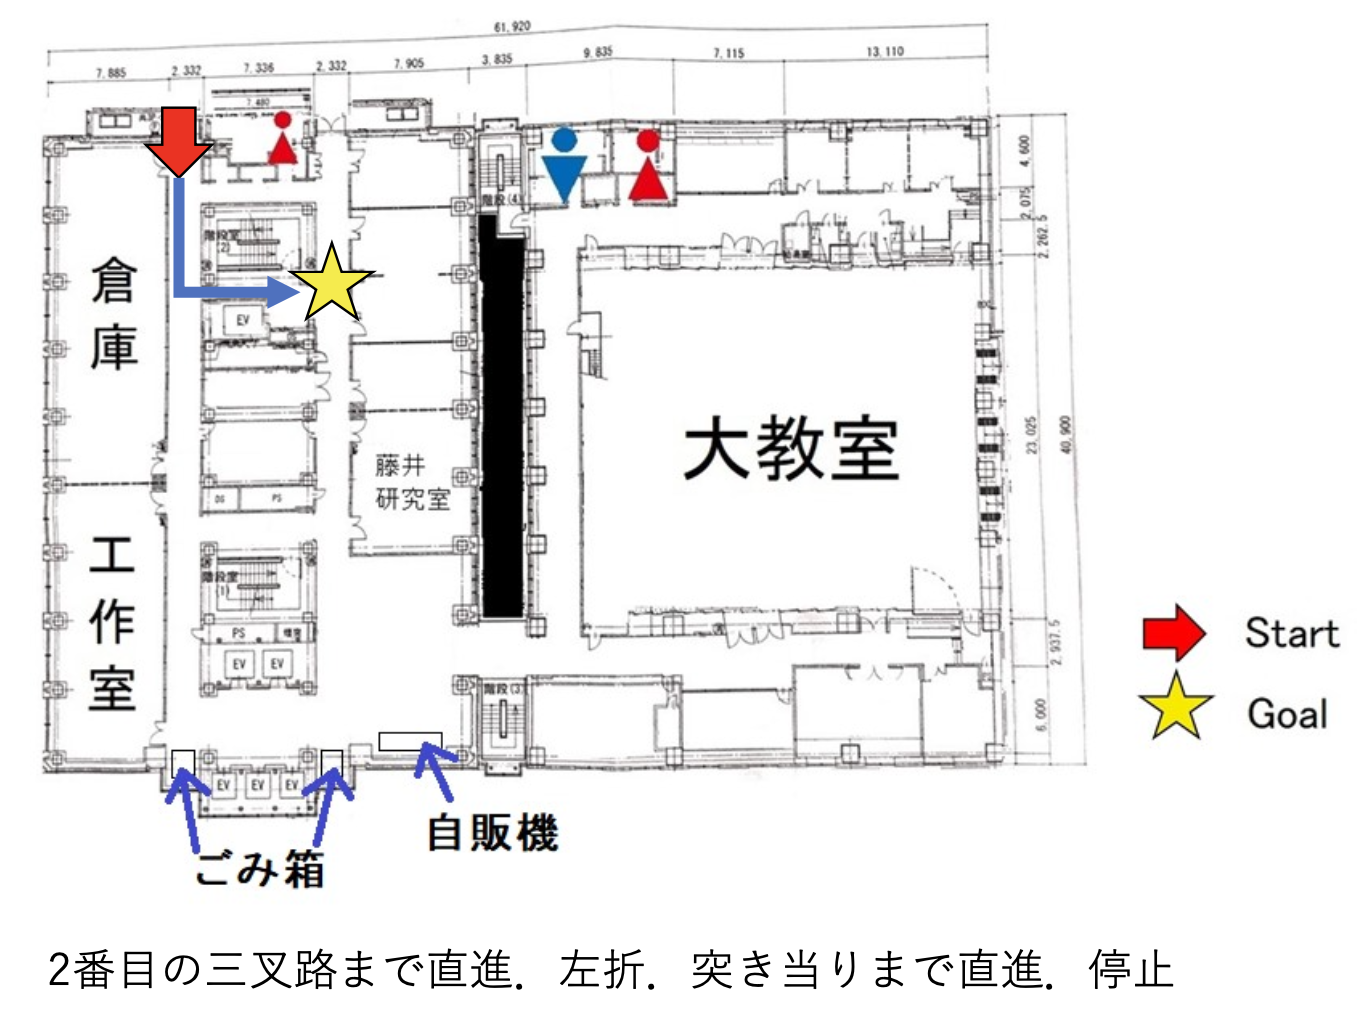 61,920
7,885
2,332
7,336
2,332
7,905
3,835
9,835
7,115
13,110
7,480
4,600
2,075
2,262.5
23,025
40,900
2,937.5
6,000
階段(4)
階段室
(2)
倉庫
EV
大教室
藤井
研究室
DS
PS
工作室
階段室
(1)
PS
EV
EV
階段(3)
EV
EV
EV
自販機
ごみ箱
Start
Goal
2番目の三叉路まで直進．左折．突き当りまで直進．停止